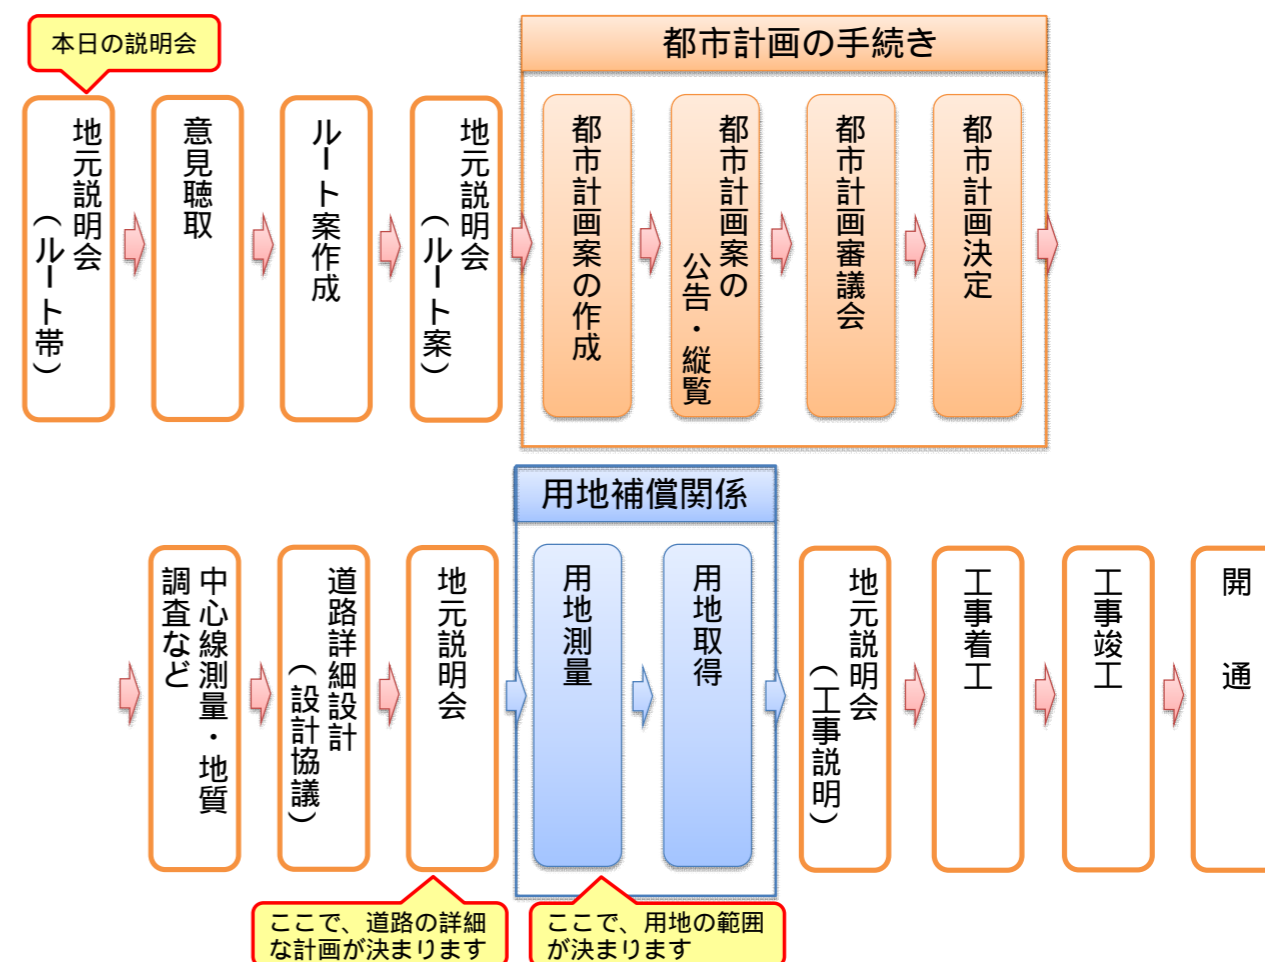 本日の説明会
地元説明会
（ルート帯）
意見聴取
ルート案作成
地元説明会
（ルート案）
都市計画の手続き
都市計画案の作成
都市計画案の
公告・縦覧
都市計画審議会
都市計画決定
中心線測量・地質
調査など
道路詳細設計
（設計協議）
地元説明会
ここで、道路の詳細
な計画が決まります
用地補償関係
用地測量
用地取得
ここで、用地の範囲
が決まります
地元説明会
（工事説明）
工事着工
工事竣工
開　通